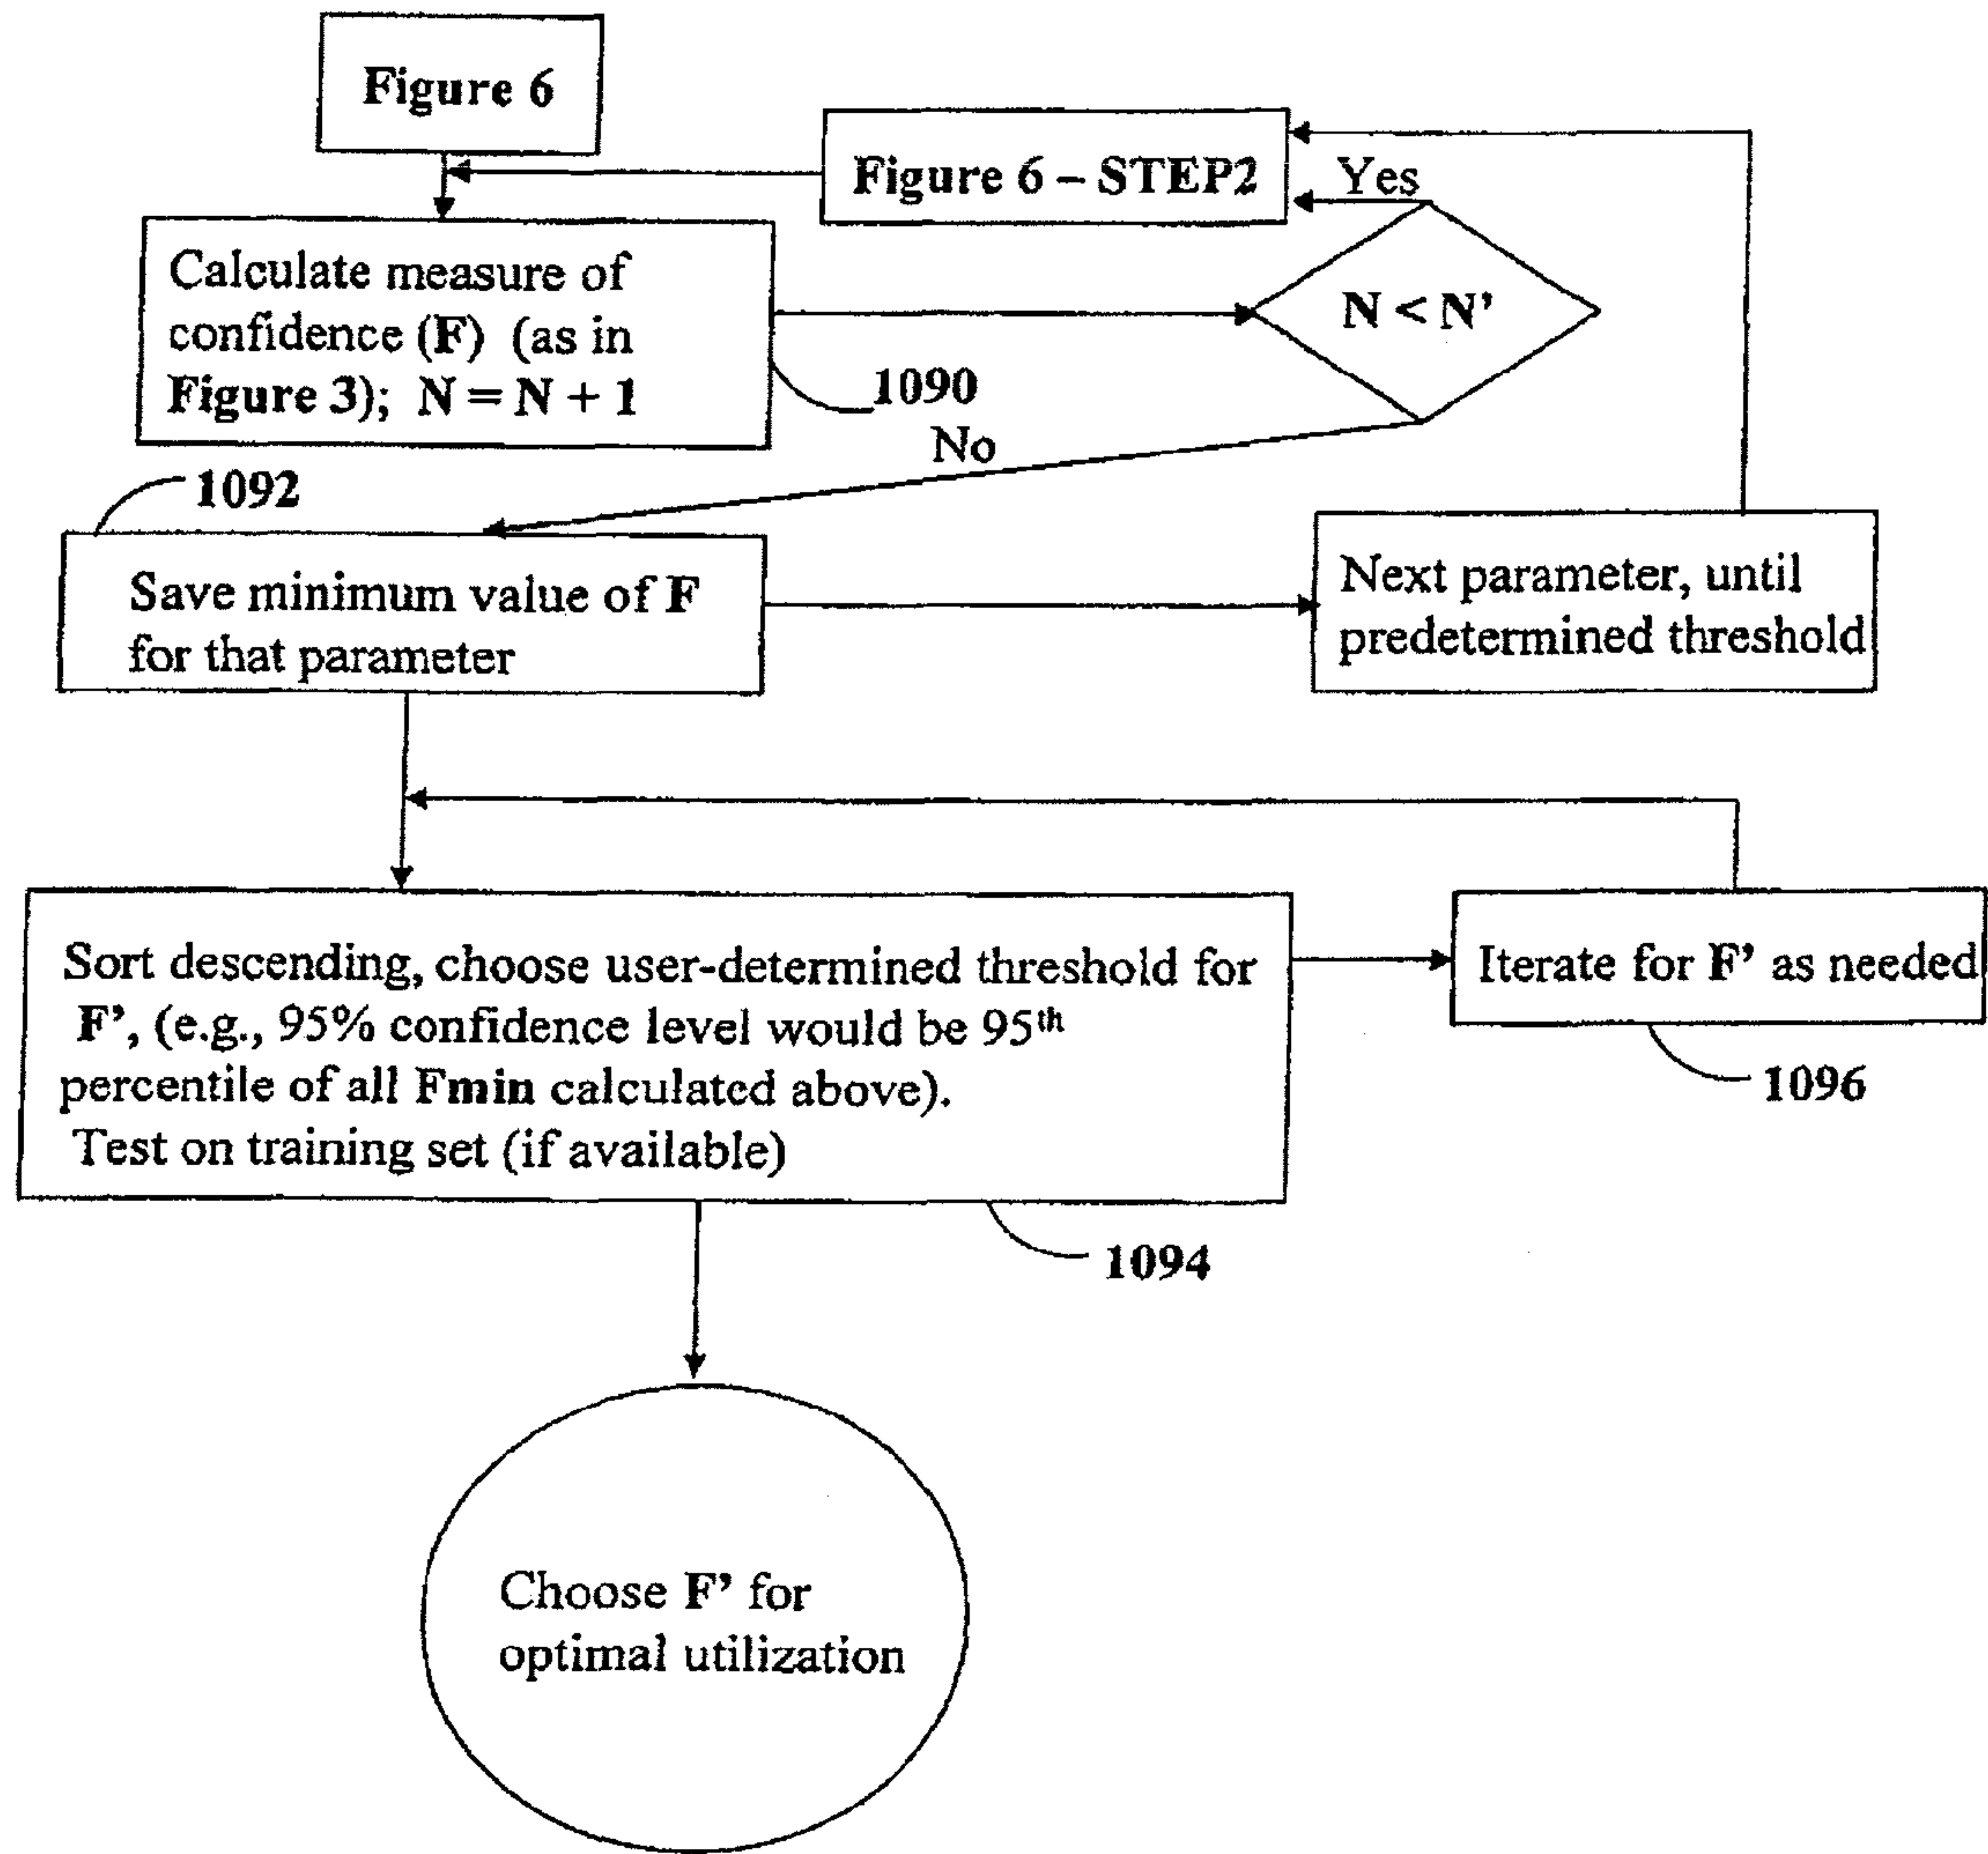 Figure 6
Figure 6 – STEP2
Yes
Calculate measure of
confidence (F) (as in
Figure 3); N = N + 1
N < N’
1090
No
1092
Save minimum value of F
for that parameter
Next parameter, until
predetermined threshold
Sort descending, choose user-determined threshold for
F’, (e.g., 95% confidence level would be 95th
percentile of all Fmin calculated above).
Test on training set (if available)
Iterate for F’ as needed
1096
1094
Choose F’ for
optimal utilization